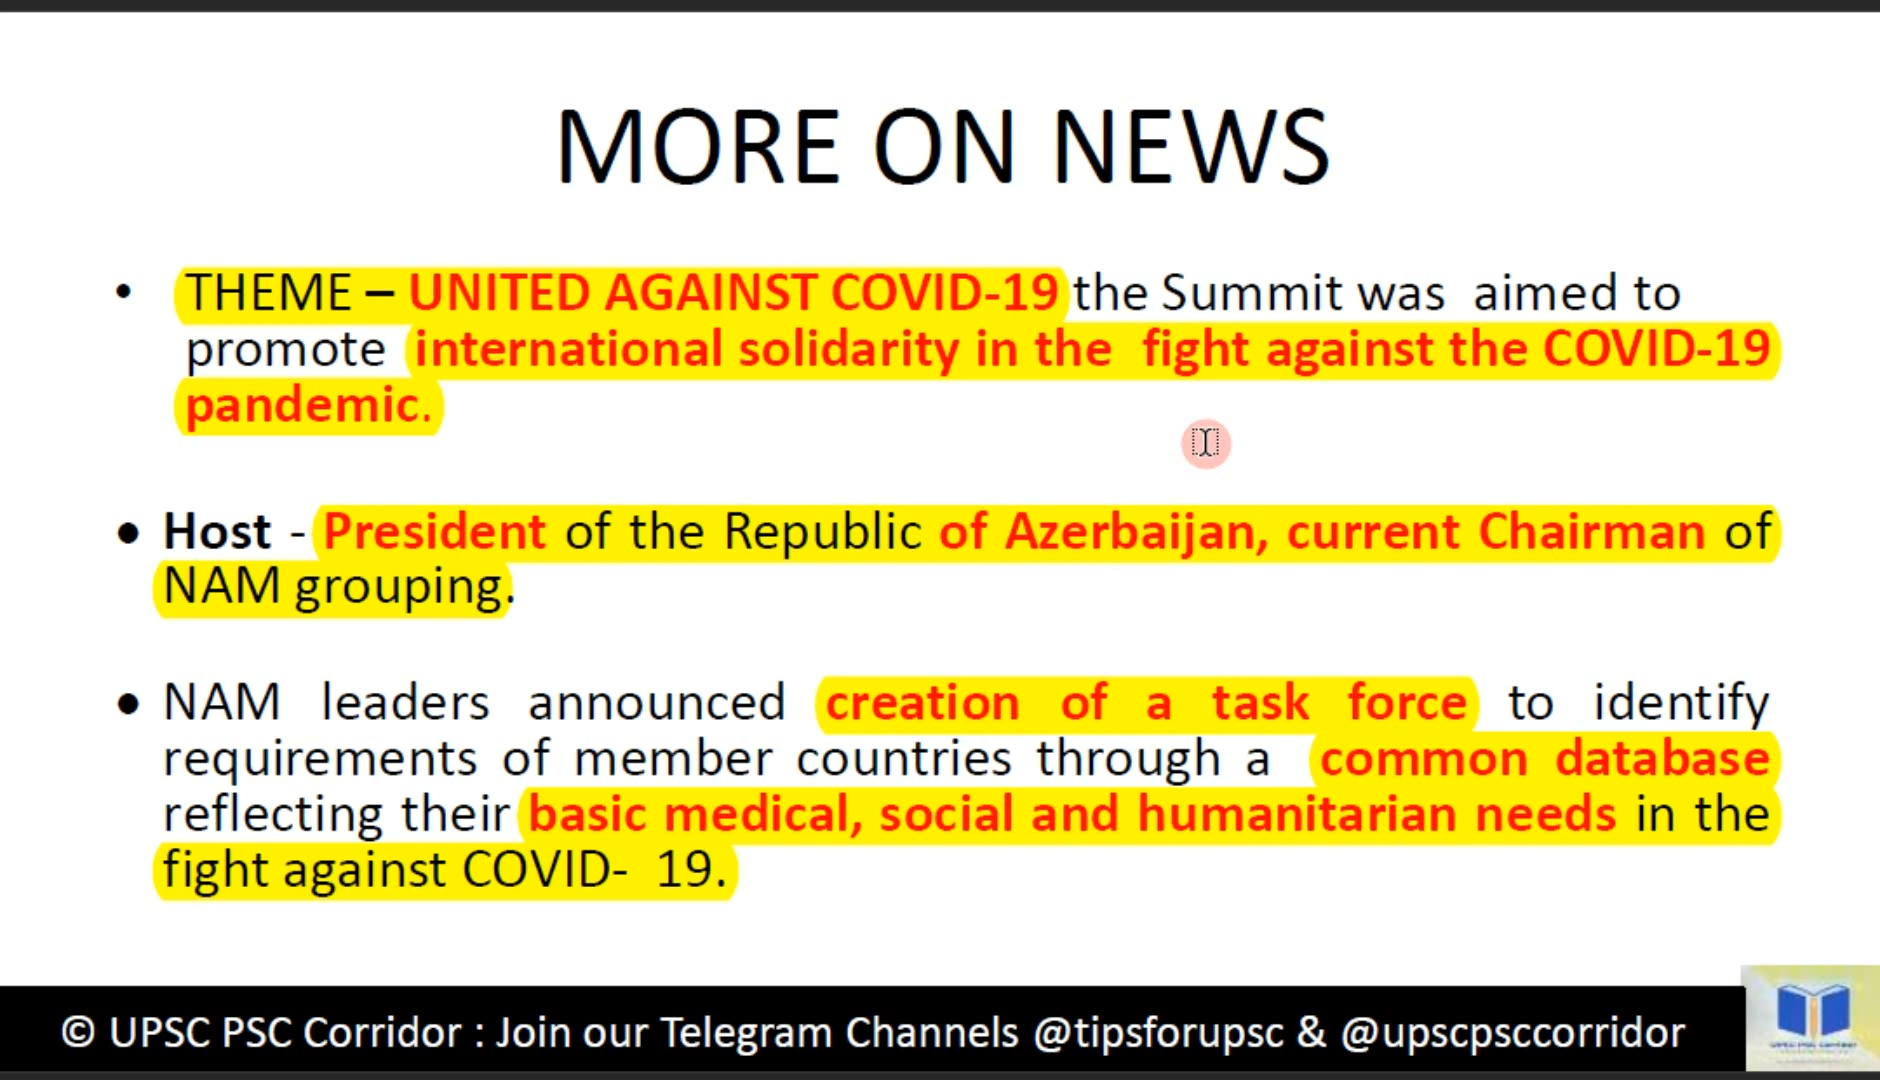 MORE ON NEWS
• THEME – UNITED AGAINST COVID-19 the Summit was aimed to
promote international solidarity in the fight against the COVID-19
pandemic.
• Host - President of the Republic of Azerbaijan, current Chairman of
NAM grouping.
• NAM leaders announced creation of a task force to identify
requirements of member countries through a common database
reflecting their basic medical, social and humanitarian needs in the
fight against COVID- 19.
© UPSC PSC Corridor : Join our Telegram Channels @tipsforupsc & @upscpsccorridor
UPSC PSC Corridor